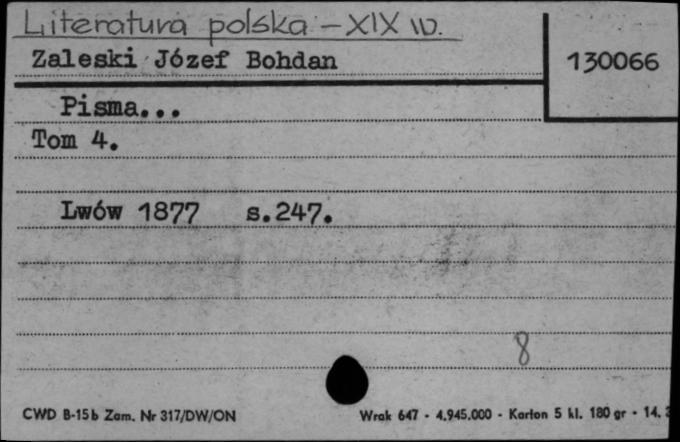 Literatura polska - XIX w.
Zaleski Józef Bohdan
130066
Pisma...
Tom 4.
Lwów 1877 s.247.
8
CWD B-15b Zam. Nr 317/DW/ON
Wrak 647 - 4.945.000 - Karton 5 kl. 180 gr - 14.